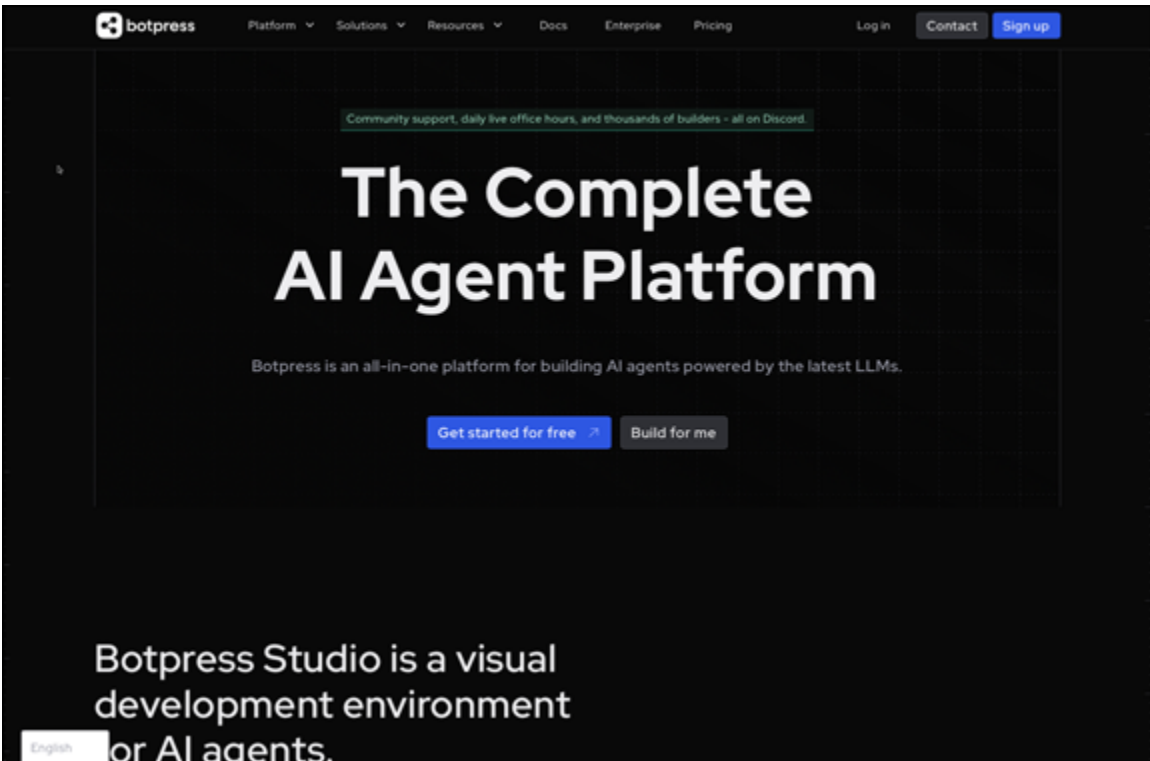 botpress
Platform Solutions Resources Docs Enterprise Pricing Log in Contact Sign up
Community support, daily live office hours, and thousands of builders - all on Discord.
The Complete
AI Agent Platform
Botpress is an all-in-one platform for building AI agents powered by the latest LLMs.
Get started for free Build for me
Botpress Studio is a visual
development environment
or AI agents.
English